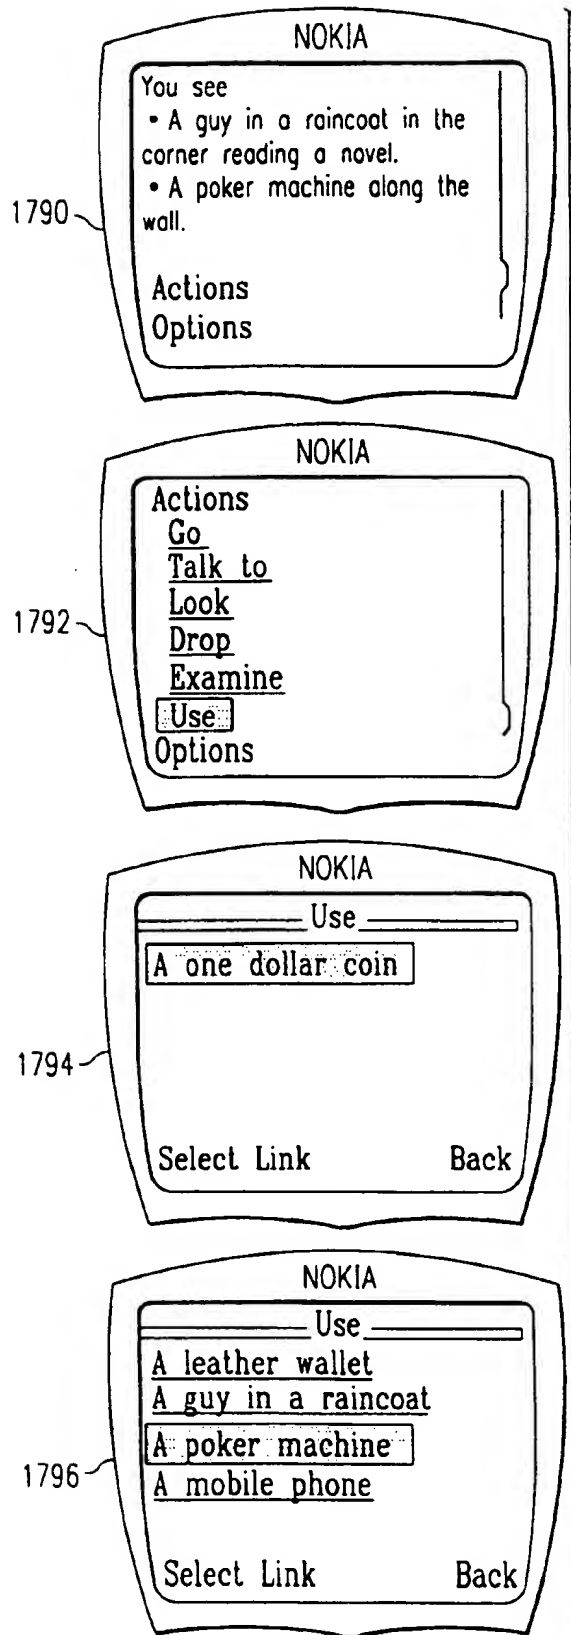 NOKIA
You see
• A guy in a raincoat in the
corner reading a novel.
• A poker machine along the
wall.
1790
Actions
Options
NOKIA
Actions
Go
Talk to
Look
1792
Drop
Examine
Use
Options
NOKIA
Use
A one dollar coin
1794
Select Link Back
NOKIA
Use
A leather wallet
A guy in a raincoat
A poker machine
1796
A mobile phone
Select Link Back